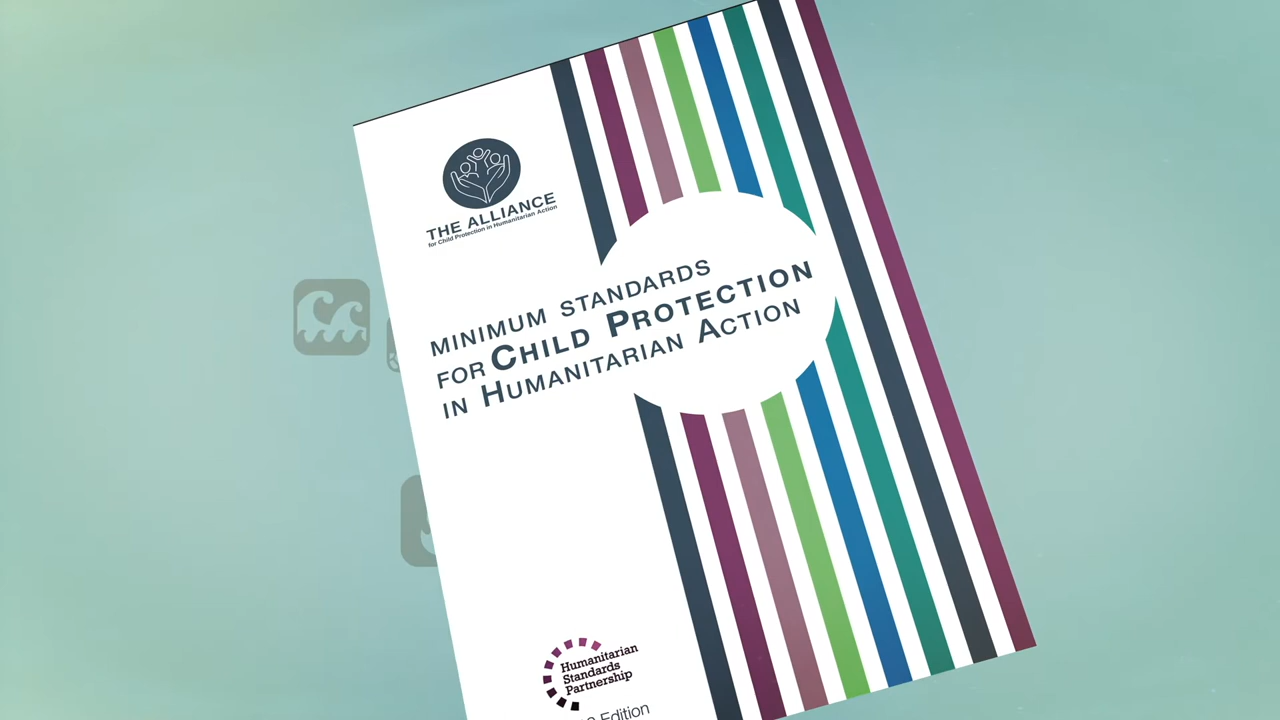 THE ALLIANCE
for Child Protection in Humanitarian Action
MINIMUM STANDARDS
FOR CHILD PROTECTION
IN HUMANITARIAN ACTION
Humanitarian
Standards
Partnership
Edition